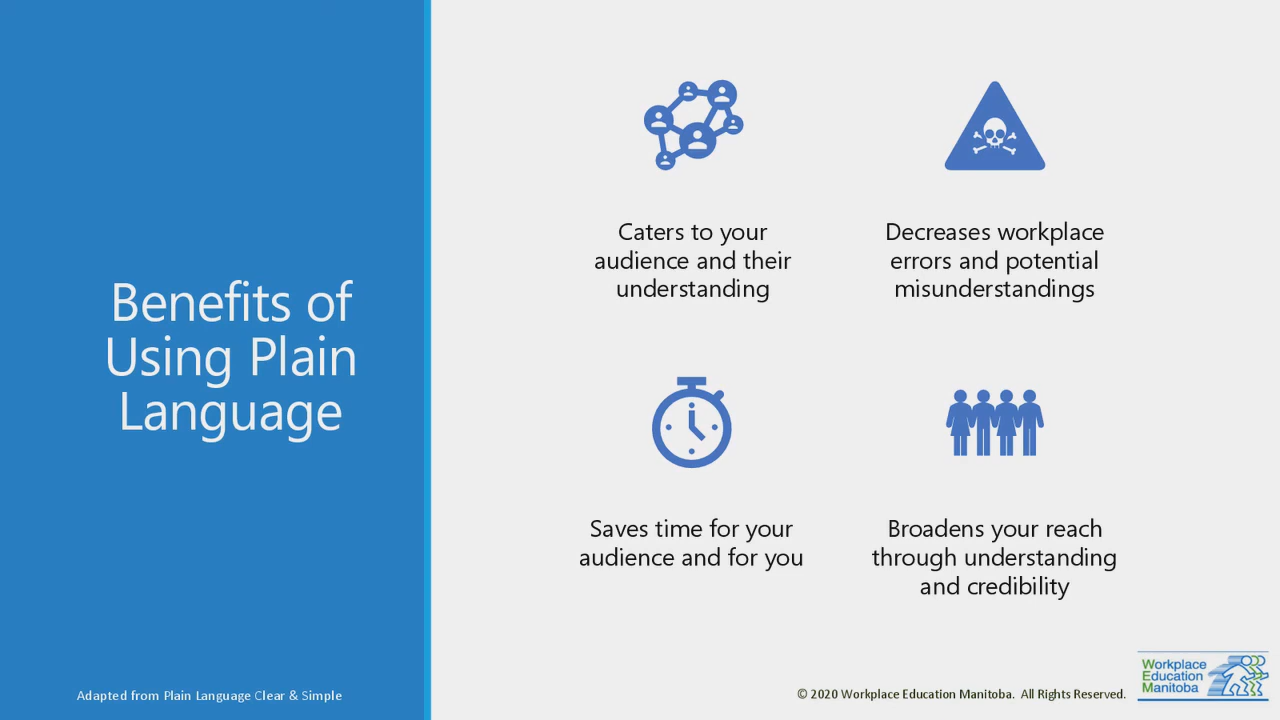 Benefits of
Using Plain
Language
Caters to your
audience and their
understanding
Decreases workplace
errors and potential
misunderstandings
Saves time for your
audience and for you
Broadens your reach
through understanding
and credibility
Adapted from Plain Language Clear & Simple
© 2020 Workplace Education Manitoba. All Rights Reserved.
Workplace
Education
Manitoba